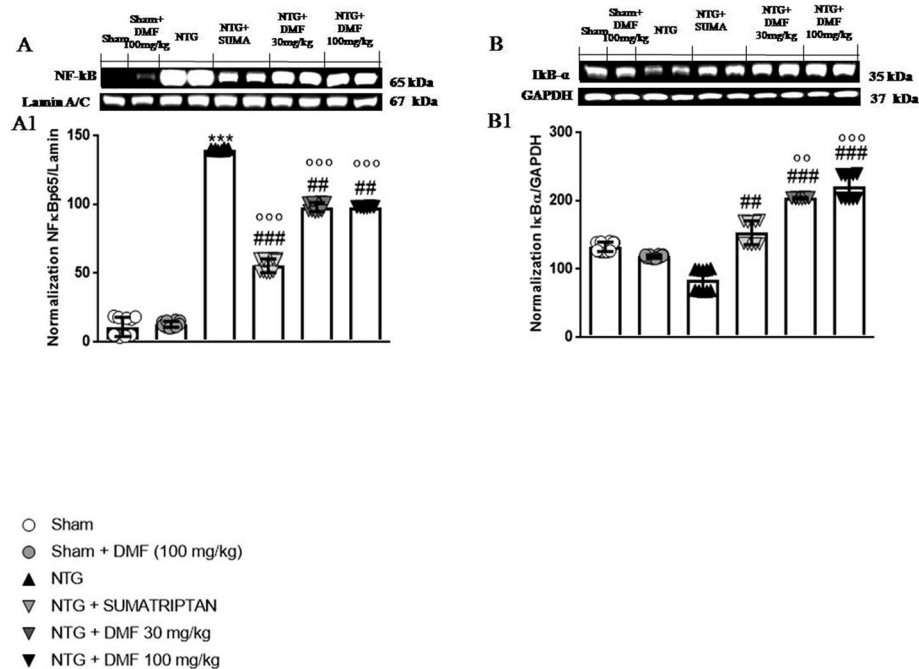 A
Sham
Sham+
DMF
100mg/kg
NTG
NTG+
SUMA
NTG+
DMF
30mg/kg
NTG+
DMF
100mg/kg
NF-kB
65 kDa
Lamin A/C
67 kDa
A1
Normalization NFκBp65/Lamin
150
100
50
0
***
°°°
###
°°°
##
°°°
##
B
Sham
Sham+
DMF
100mg/kg
NTG
NTG+
SUMA
NTG+
DMF
30mg/kg
NTG+
DMF
100mg/kg
IkB-α
35 kDa
GAPDH
37 kDa
B1
Normalization IκBα/GAPDH
300
200
100
0
##
°°
###
°°°
###
Sham
Sham + DMF (100 mg/kg)
NTG
NTG + SUMATRIPTAN
NTG + DMF 30 mg/kg
NTG + DMF 100 mg/kg